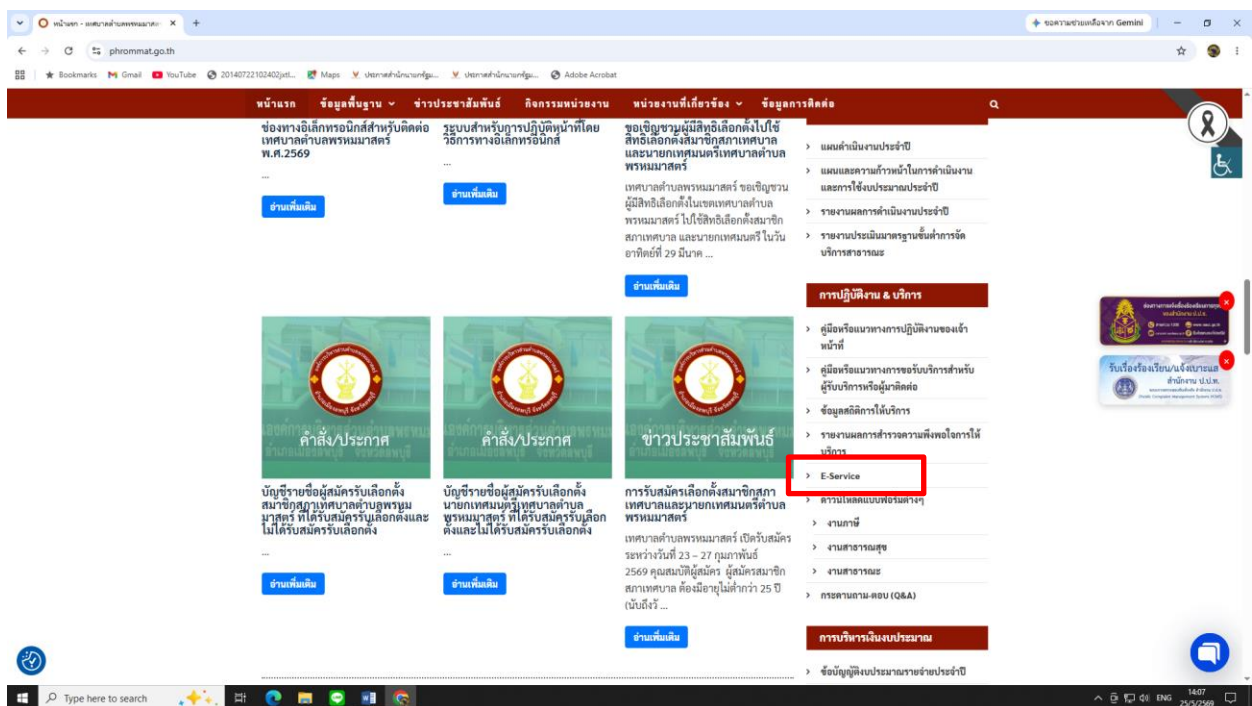 หน้าแรก - เทศบาลตำบลพรหมมาสตร์
ขอความช่วยเหลือจาก Gemini
phrommat.go.th
Bookmarks
Gmail
YouTube
20140722102402jxtl...
Maps
ประกาศสำนักนายกรัฐม...
ประกาศสำนักนายกรัฐม...
Adobe Acrobat
หน้าแรก
ข้อมูลพื้นฐาน
ข่าวประชาสัมพันธ์
กิจกรรมหน่วยงาน
หน่วยงานที่เกี่ยวข้อง
ข้อมูลการติดต่อ
ช่องทางอิเล็กทรอนิกส์สำหรับติดต่อ
เทศบาลตำบลพรหมมาสตร์
พ.ศ.2569
...
อ่านเพิ่มเติม
ระบบสำหรับการปฏิบัติหน้าที่โดย
วิธีการทางอิเล็กทรอนิกส์
...
อ่านเพิ่มเติม
ขอเชิญชวนผู้มีสิทธิเลือกตั้งไปใช้
สิทธิเลือกตั้งสมาชิกสภาเทศบาล
และนายกเทศมนตรีเทศบาลตำบล
พรหมมาสตร์
เทศบาลตำบลพรหมมาสตร์ ขอเชิญชวน
ผู้มีสิทธิเลือกตั้งในเขตเทศบาลตำบล
พรหมมาสตร์ ไปใช้สิทธิเลือกตั้งสมาชิก
สภาเทศบาล และนายกเทศมนตรี ในวัน
อาทิตย์ที่ 29 มีนาค ...
อ่านเพิ่มเติม
คำสั่ง/ประกาศ
บัญชีรายชื่อผู้สมัครรับเลือกตั้ง
สมาชิกสภาเทศบาลตำบลพรหม
มาสตร์ ที่ได้รับสมัครรับเลือกตั้งและ
ไม่ได้รับสมัครรับเลือกตั้ง
...
อ่านเพิ่มเติม
คำสั่ง/ประกาศ
บัญชีรายชื่อผู้สมัครรับเลือกตั้ง
นายกเทศมนตรีเทศบาลตำบล
พรหมมาสตร์ ที่ได้รับสมัครรับเลือก
ตั้งและไม่ได้รับสมัครรับเลือกตั้ง
...
อ่านเพิ่มเติม
ข่าวประชาสัมพันธ์
การรับสมัครเลือกตั้งสมาชิกสภา
เทศบาลและนายกเทศมนตรีตำบล
พรหมมาสตร์
เทศบาลตำบลพรหมมาสตร์ เปิดรับสมัคร
ระหว่างวันที่ 23 – 27 กุมภาพันธ์
2569 คุณสมบัติผู้สมัคร ผู้สมัครสมาชิก
สภาเทศบาล ต้องมีอายุไม่ต่ำกว่า 25 ปี
(นับถึงวั ...
อ่านเพิ่มเติม
แผนดำเนินงานประจำปี
แผนและความก้าวหน้าในการดำเนินงาน
และการใช้งบประมาณประจำปี
รายงานผลการดำเนินงานประจำปี
รายงานประเมินมาตรฐานขั้นต่ำการจัด
บริการสาธารณะ
การปฏิบัติงาน & บริการ
คู่มือหรือแนวทางการปฏิบัติงานของเจ้า
หน้าที่
คู่มือหรือแนวทางการขอรับบริการสำหรับ
ผู้รับบริการหรือผู้มาติดต่อ
ข้อมูลสถิติการให้บริการ
รายงานผลการสำรวจความพึงพอใจการให้
บริการ
E-Service
ดาวน์โหลดแบบฟอร์มต่างๆ
งานภาษี
งานสาธารณสุข
งานสาธารณะ
กระดานถาม-ตอบ (Q&A)
การบริหารเงินงบประมาณ
ข้อบัญญัติงบประมาณรายจ่ายประจำปี
รับเรื่องร้องเรียน/แจ้งเบาะแส
สำนักงาน ป.ป.ท.
Type here to search
ENG
14:07
25/5/2569